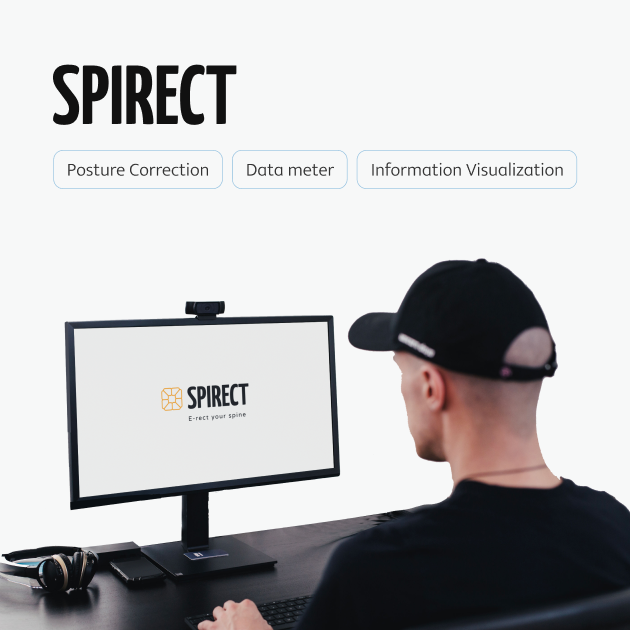 SPIRECT
Posture Correction
Data meter
Information Visualization
SPIRECT
E-rect your spine